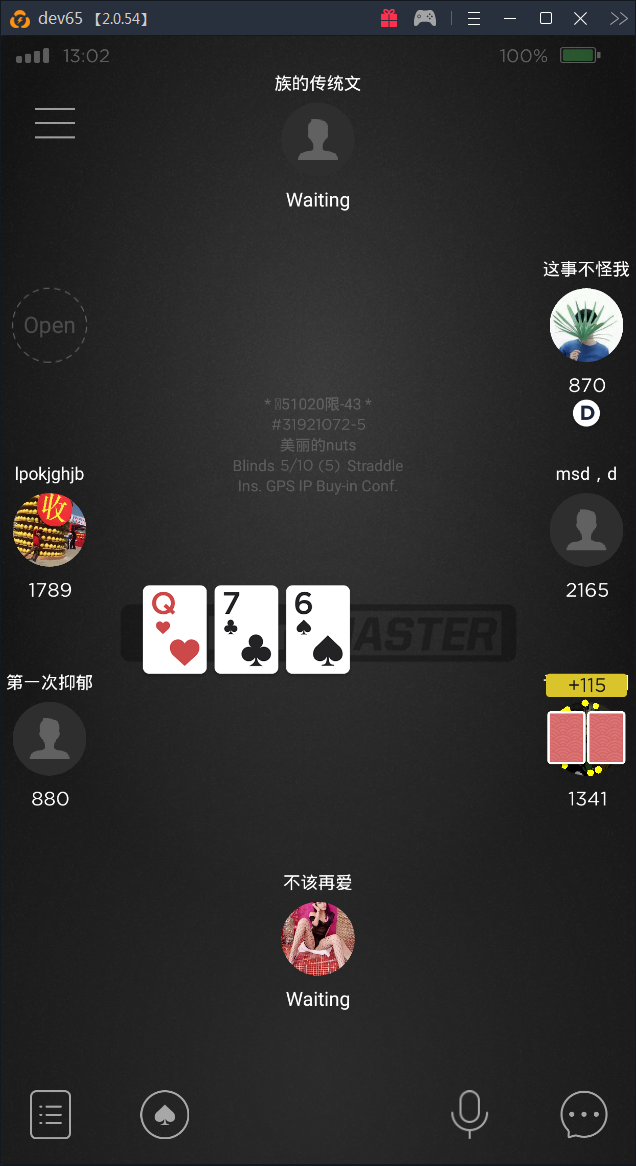 dev65 【2.0.54】
13:02
100%
族的传统文
Waiting
这事不怪我
Open
870
D
51020限-43 *
#31921072-5
美丽的nuts
Blinds 5/10 (5) Straddle
Ins. GPS IP Buy-in Conf.
lpokjghjb
msd，d
收
1789
2165
Q 7 6
MASTER
第一次抑郁
+115
880
1341
不该再爱
Waiting